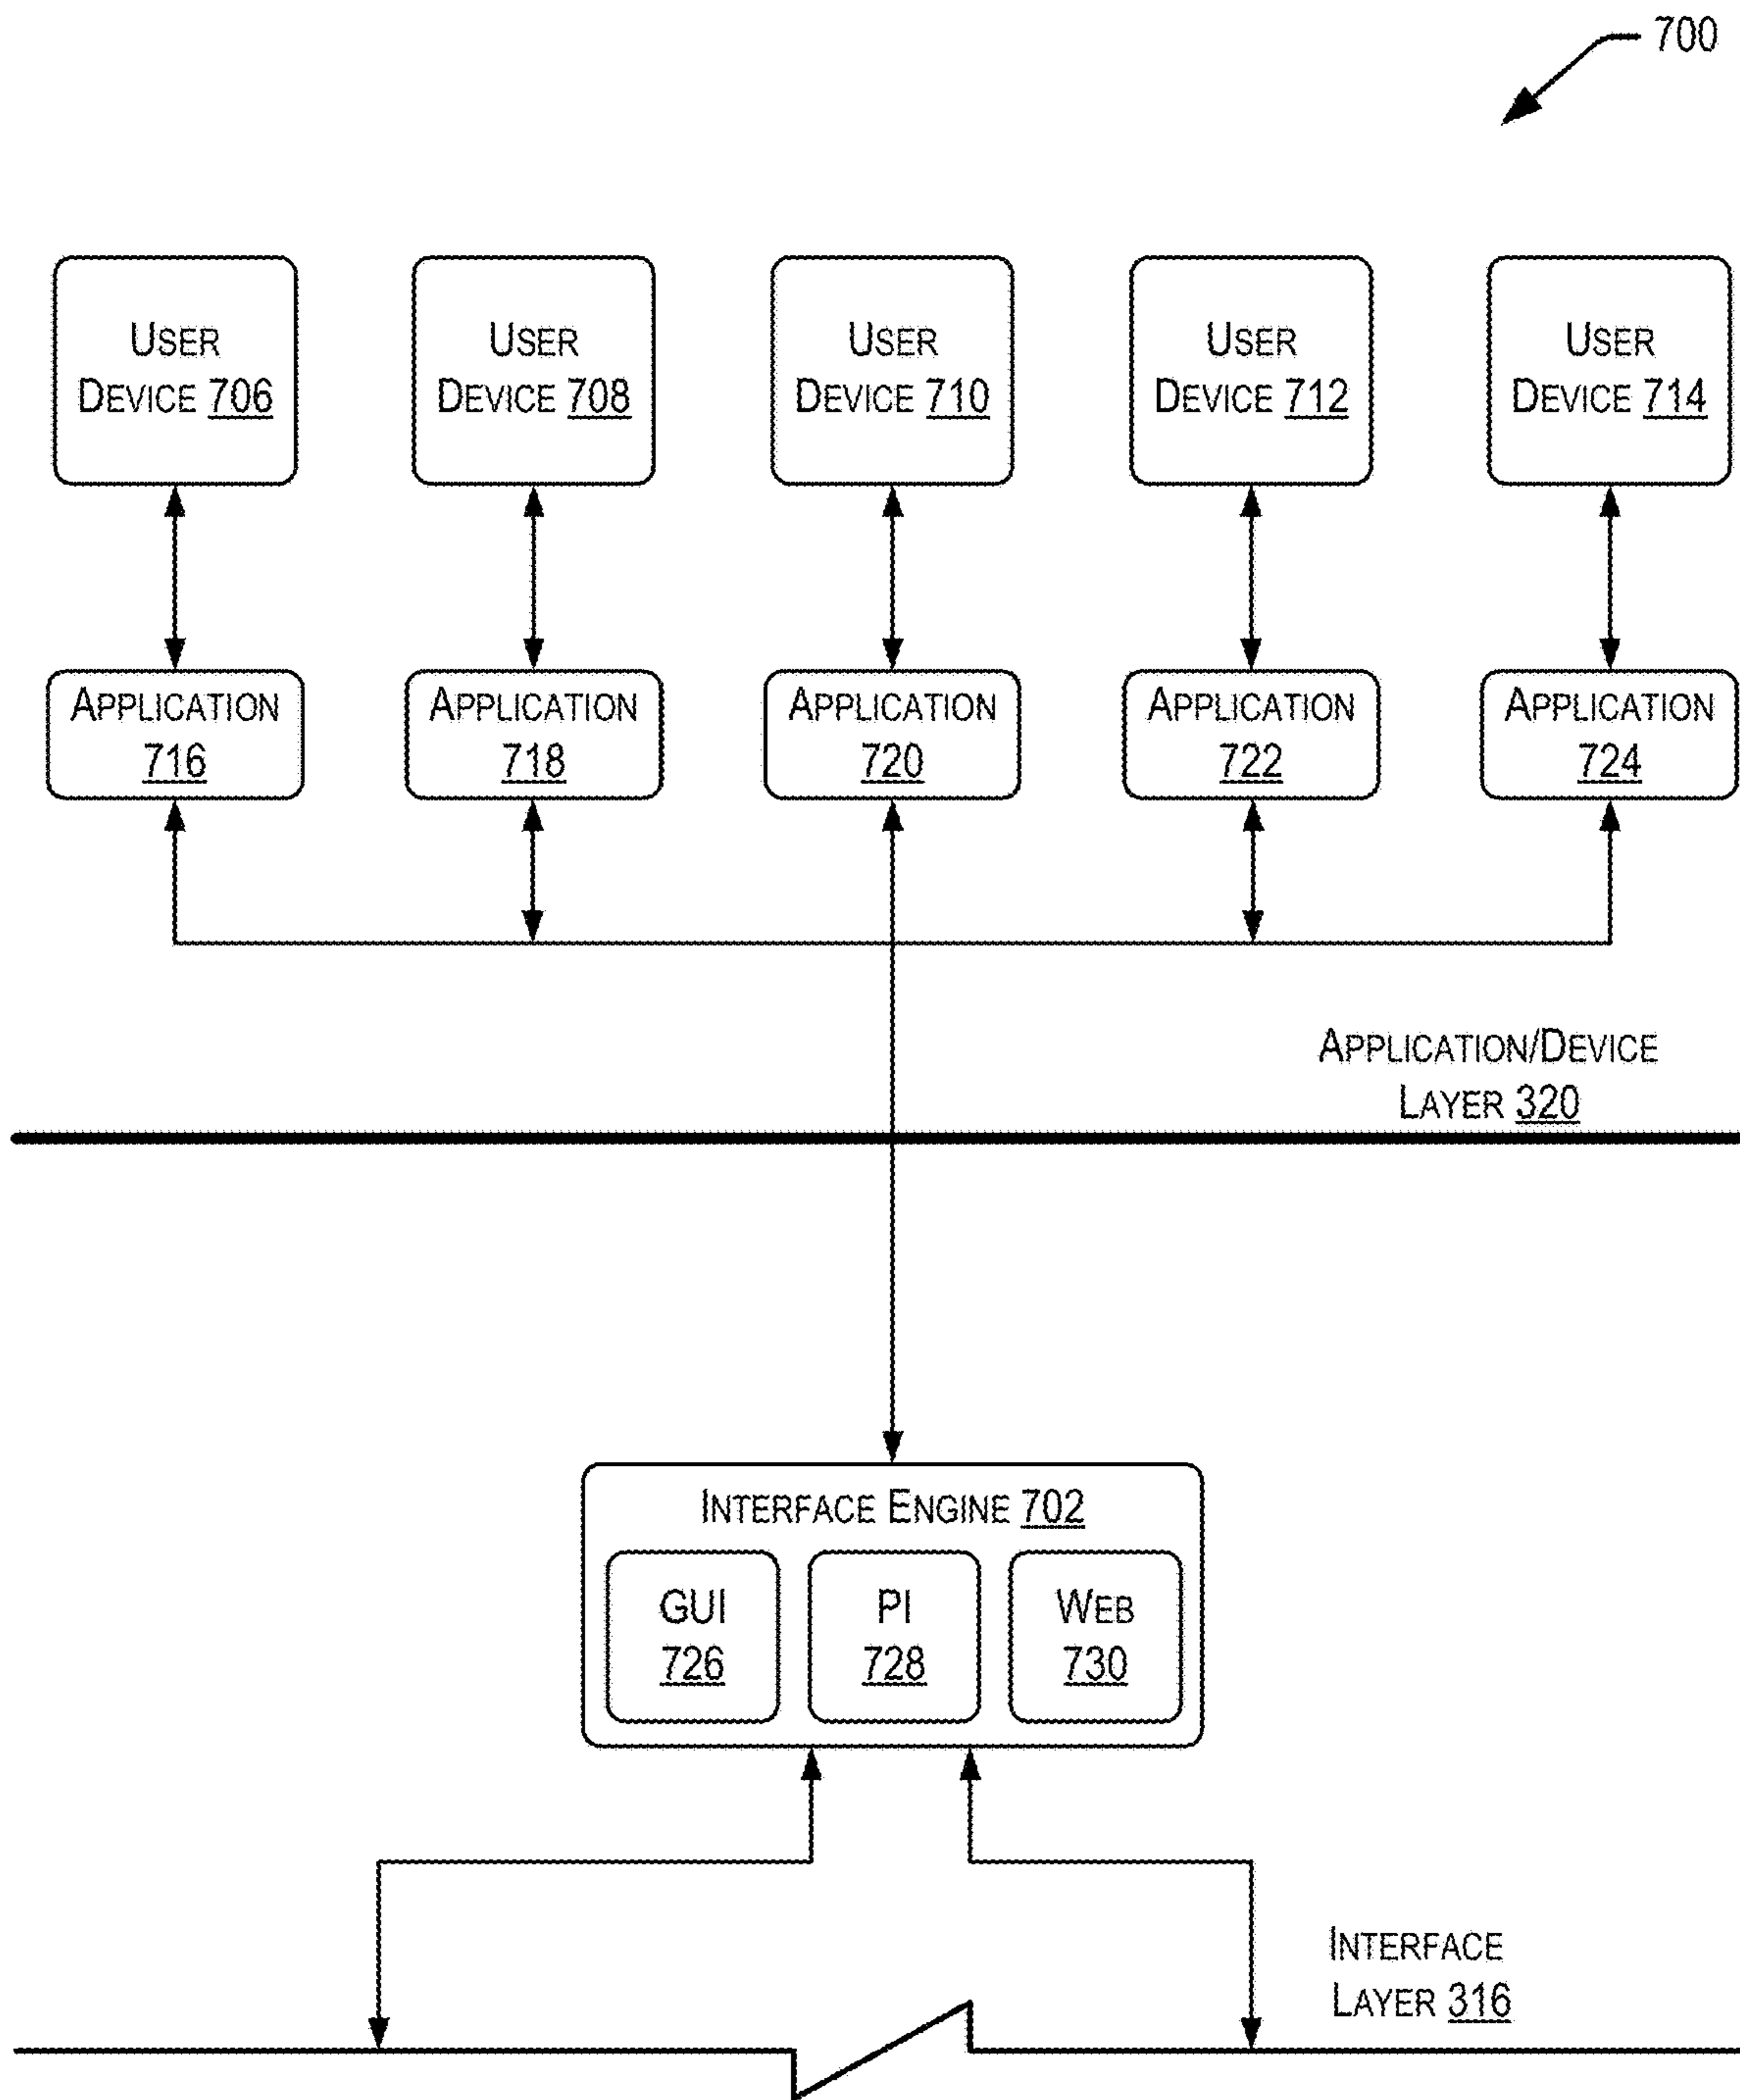 700
User
Device 706
User
Device 708
User
Device 710
User
Device 712
User
Device 714
Application
716
Application
718
Application
720
Application
722
Application
724
Application/Device
Layer 320
Interface Engine 702
GUI
726
PI
728
Web
730
Interface
Layer 316